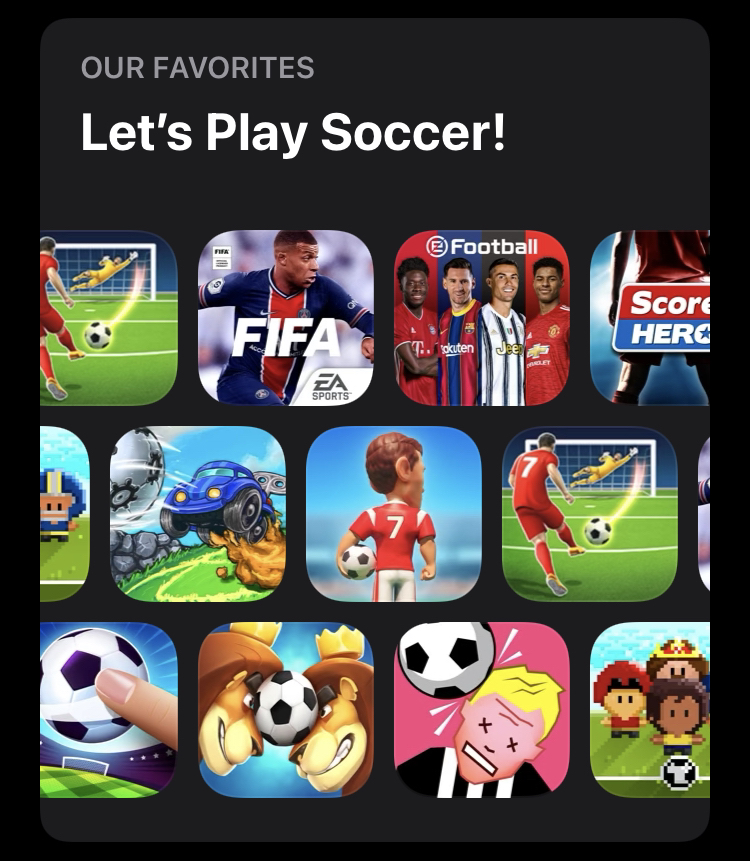 OUR FAVORITES
Let's Play Soccer!
FIFA
FIFA
EA
SPORTS
eFootball
Rakuten
Jeep
CHEVROLET
Score
HERO
7
7